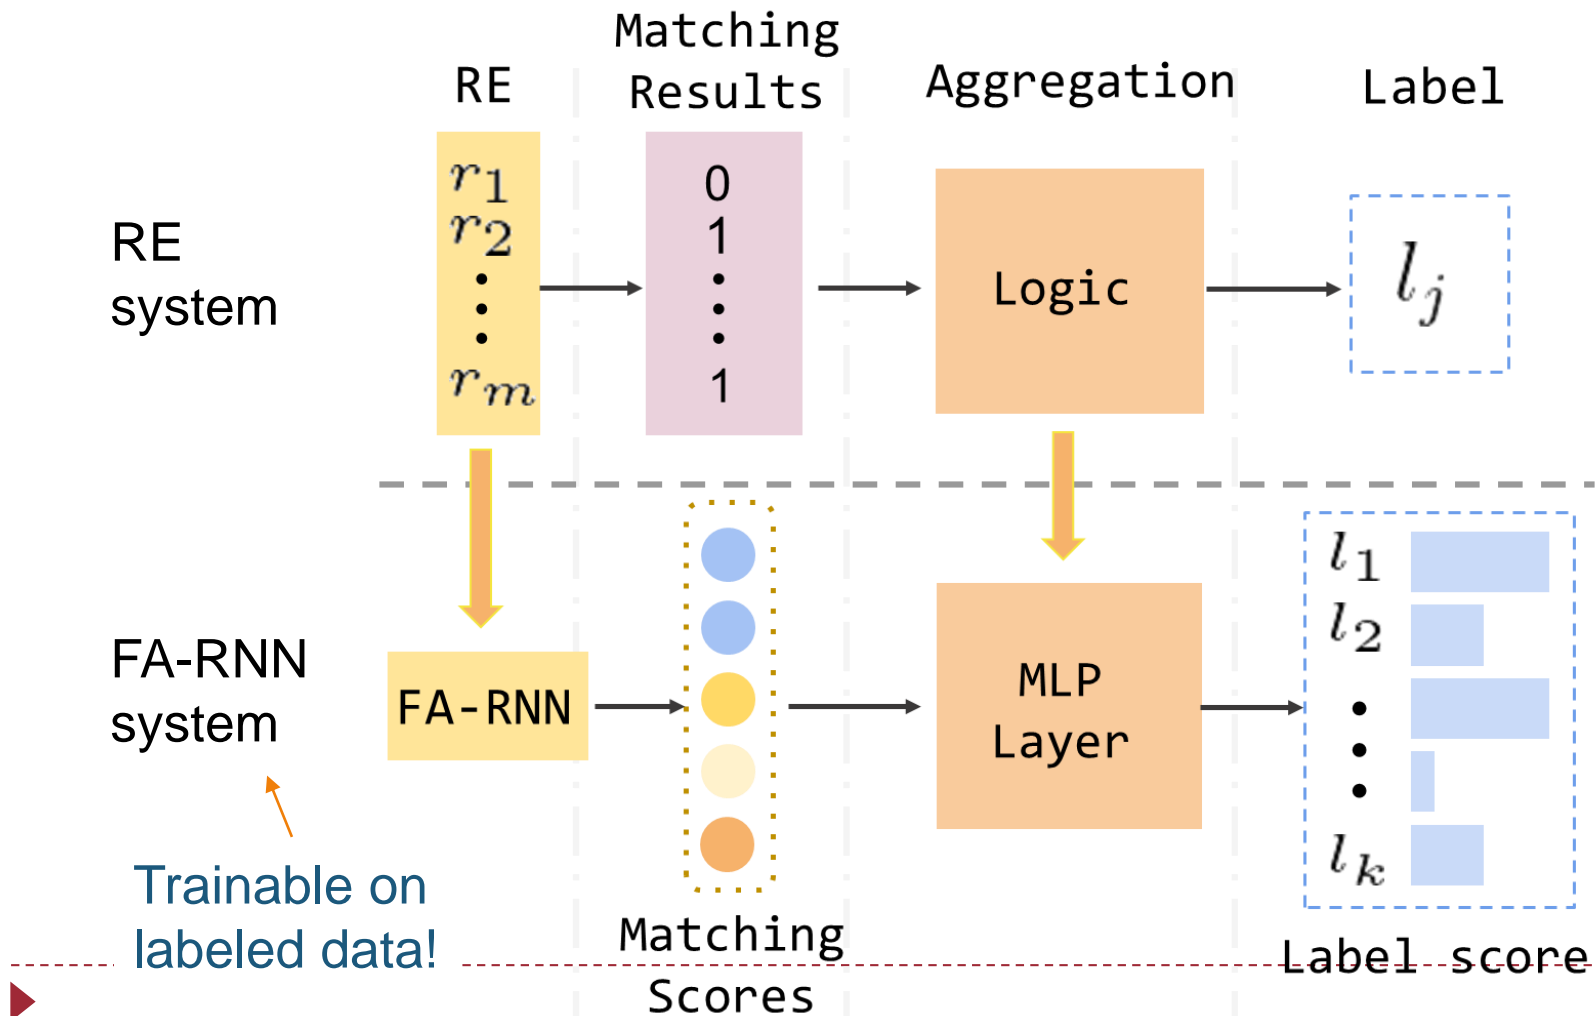 RE
Matching
Results
Aggregation
Label
RE
system
r1
r2
rm
0
1
1
Logic
lj
FA-RNN
system
FA-RNN
MLP
Layer
l1
l2
lk
Trainable on
labeled data!
Matching
Scores
Label score